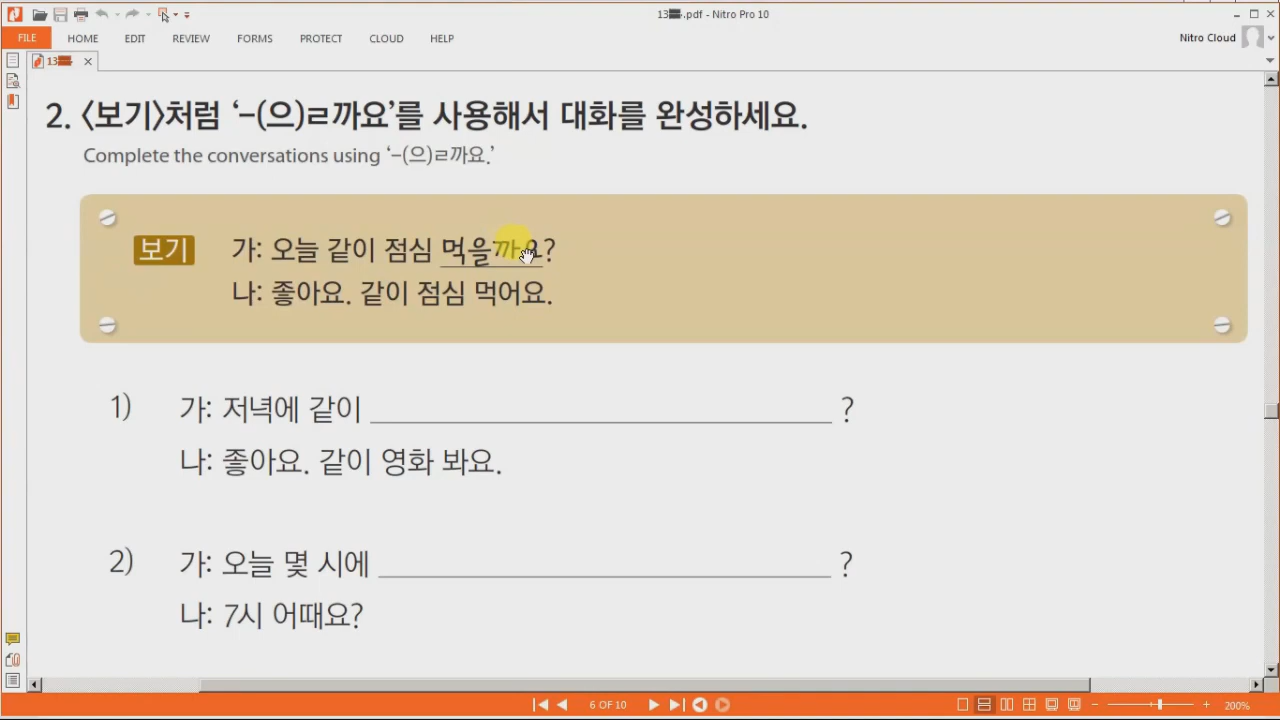 13 .pdf - Nitro Pro 10
FILE HOME EDIT REVIEW FORMS PROTECT CLOUD HELP
Nitro Cloud
13
2. 〈보기〉처럼 ‘-(으)ㄹ까요’를 사용해서 대화를 완성하세요.
Complete the conversations using ‘-(으)ㄹ까요.’
보기 가: 오늘 같이 점심 먹을까요?
나: 좋아요. 같이 점심 먹어요.
1) 가: 저녁에 같이 ?
나: 좋아요. 같이 영화 봐요.
2) 가: 오늘 몇 시에 ?
나: 7시 어때요?
6 OF 10
200%